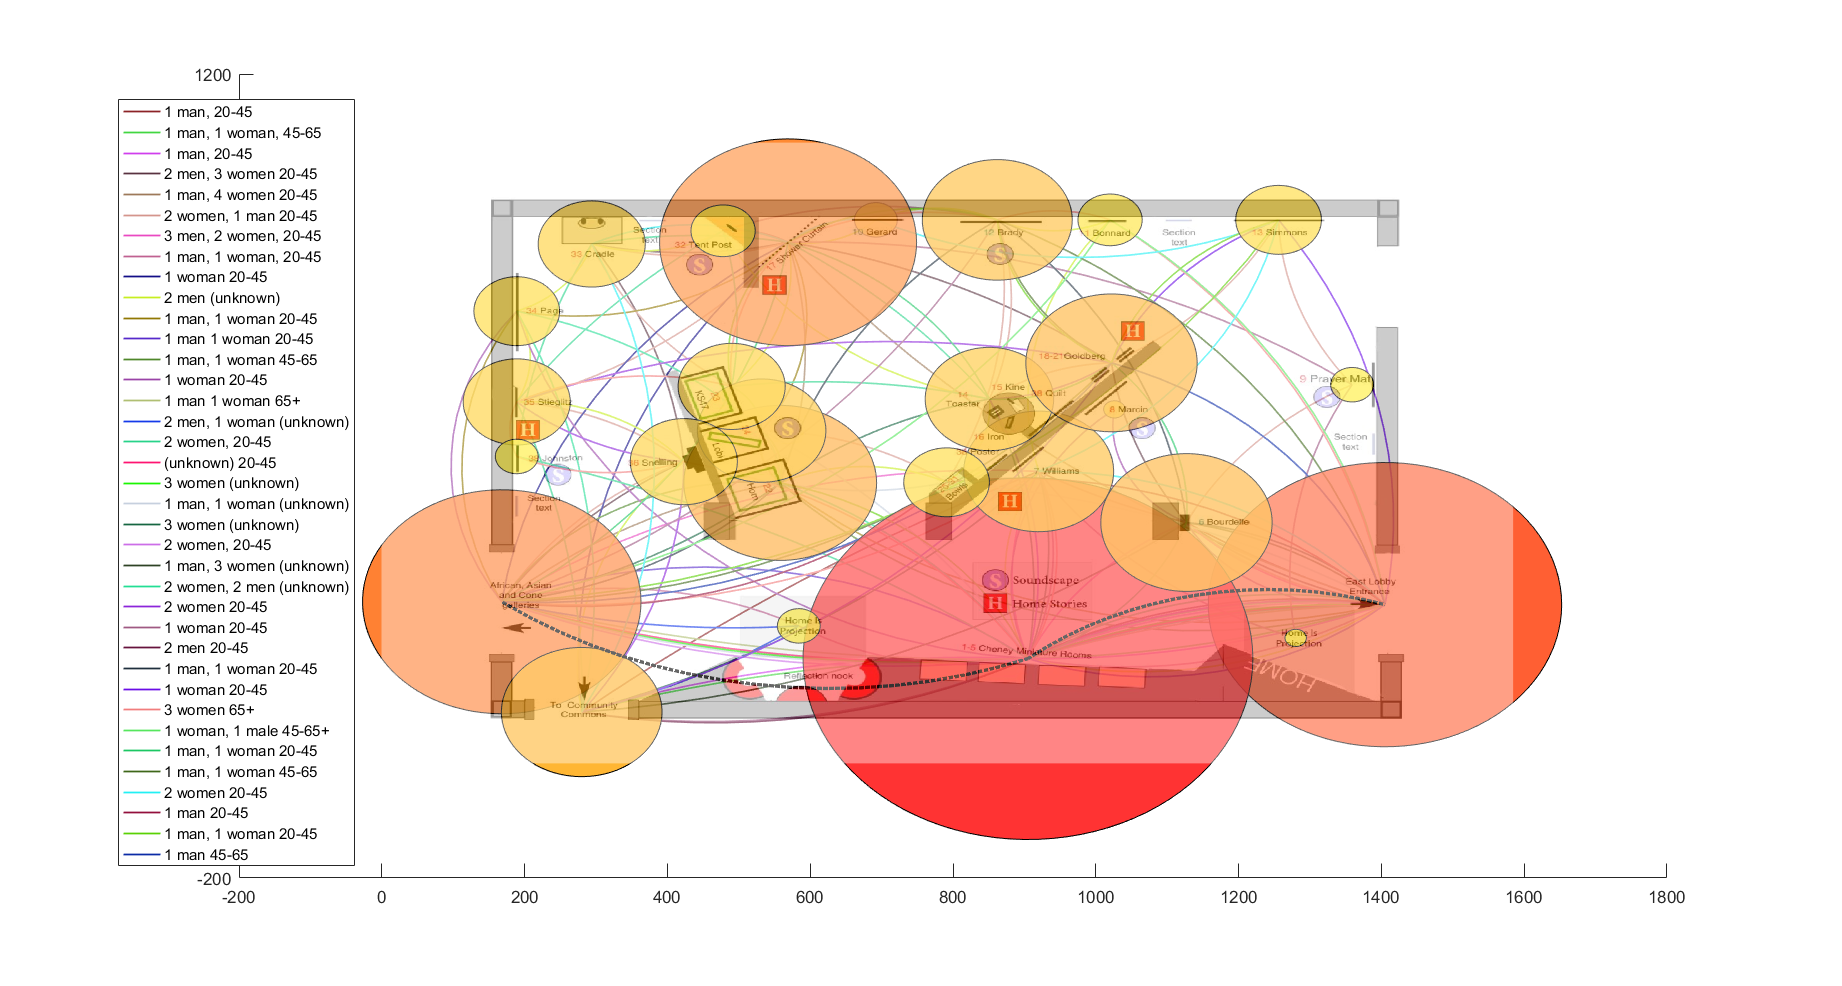 1200
1 man, 20-45
1 man, 1 woman, 45-65
1 man, 20-45
2 men, 3 women 20-45
1 man, 4 women 20-45
2 women, 1 man 20-45
3 men, 2 women, 20-45
1 man, 1 woman, 20-45
1 woman 20-45
2 men (unknown)
1 man, 1 woman 20-45
1 man 1 woman 20-45
1 man, 1 woman 45-65
1 woman 20-45
1 man 1 woman 65+
2 men, 1 woman (unknown)
2 women, 20-45
(unknown) 20-45
3 women (unknown)
1 man, 1 woman (unknown)
3 women (unknown)
2 women, 20-45
1 man, 3 women (unknown)
2 women, 2 men (unknown)
2 women 20-45
1 woman 20-45
2 men 20-45
1 man, 1 woman 20-45
1 woman 20-45
3 women 65+
1 woman, 1 male 45-65+
1 man, 1 woman 20-45
1 man, 1 woman 45-65
2 women 20-45
1 man 20-45
1 man, 1 woman 20-45
1 man 45-65
-200
-200 0 200 400 600 800 1000 1200 1400 1600 1800
33 Cradle
Section
text
32 Tent Post
S
17 Shower Curtain
H
10 Gerard
12 Brady
S
Bonnard
Section
text
13 Simmons
34 Page
35 Stieglitz
H
Johnston
S
Section
text
36 Snelling
KS47
Lobi
Hom
S
14
Toaster
15 Kine
16 Iron
Quilt
Poster
Bowls
18-21 Goldberg
H
8 Marcin
S
7 Williams
H
6 Bourdelle
9 Prayer Mat
S
Section
text
African, Asian
and Cone
Galleries
East Lobby
Entrance
S Soundscape
H Home Stories
Home Is
Projection
Home Is
Projection
1-5 Cheney Miniature Rooms
Reflection nook
HOME
To Community
Commons